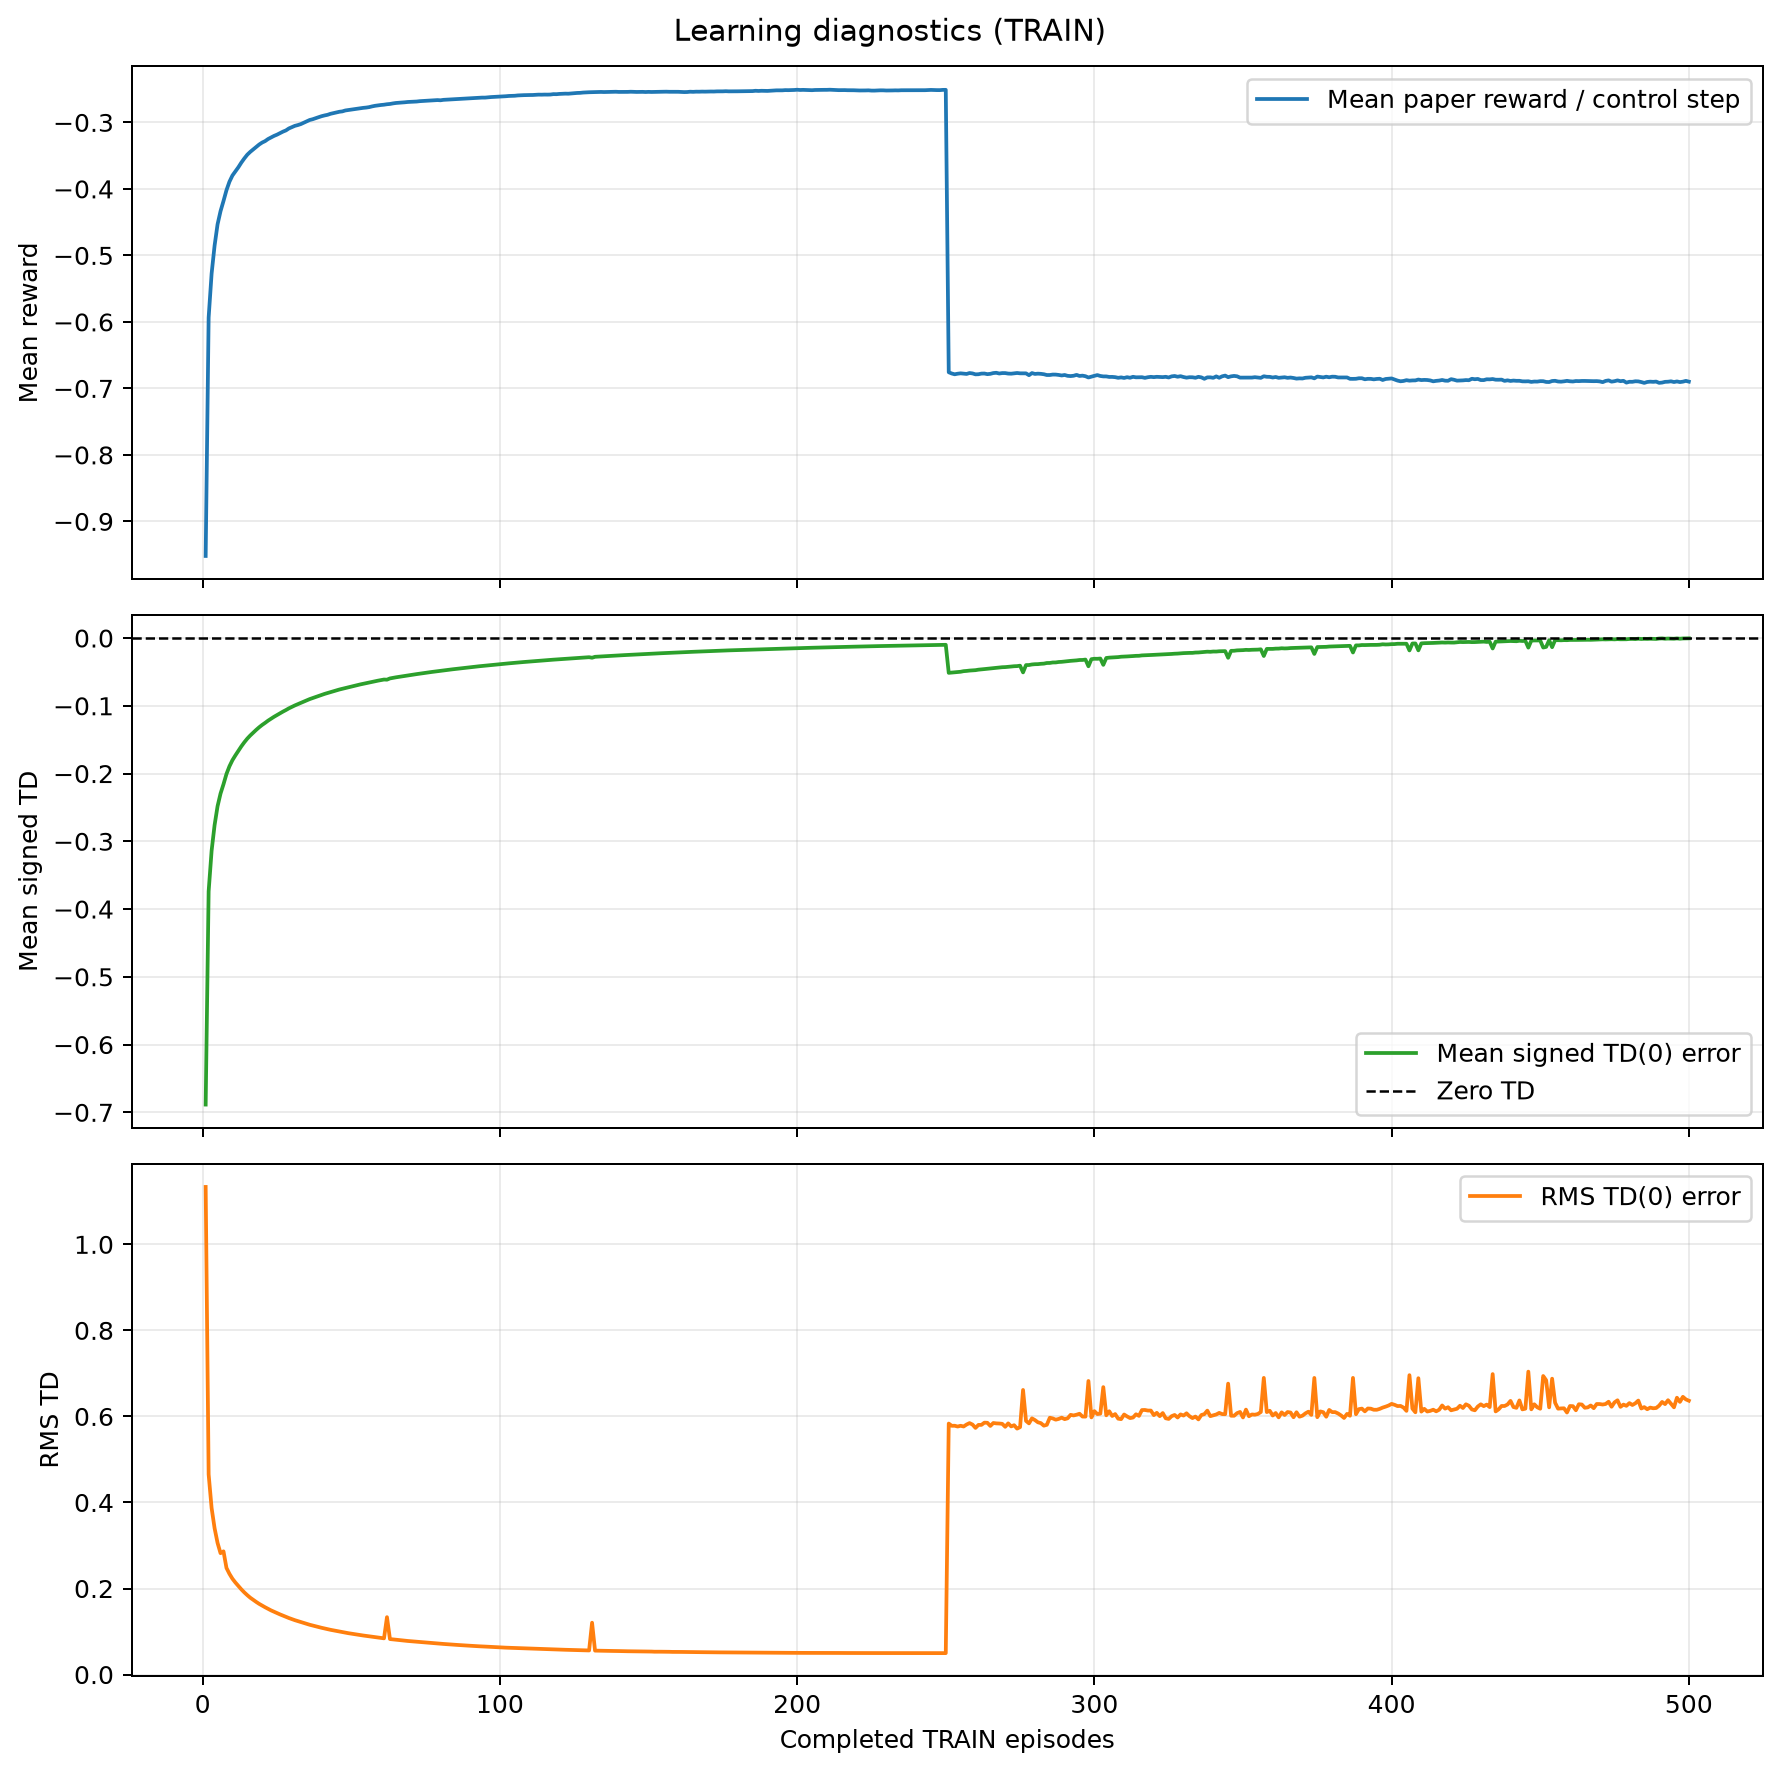 Learning diagnostics (TRAIN)
Mean paper reward / control step
Mean reward
−0.3
−0.4
−0.5
−0.6
−0.7
−0.8
−0.9
Mean signed TD
0.0
−0.1
−0.2
−0.3
−0.4
−0.5
−0.6
−0.7
Mean signed TD(0) error
Zero TD
RMS TD(0) error
RMS TD
1.0
0.8
0.6
0.4
0.2
0.0
0 100 200 300 400 500
Completed TRAIN episodes